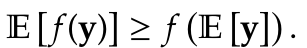 𝔼 [f(𝐲)] ≥ f (𝔼 [𝐲]) .